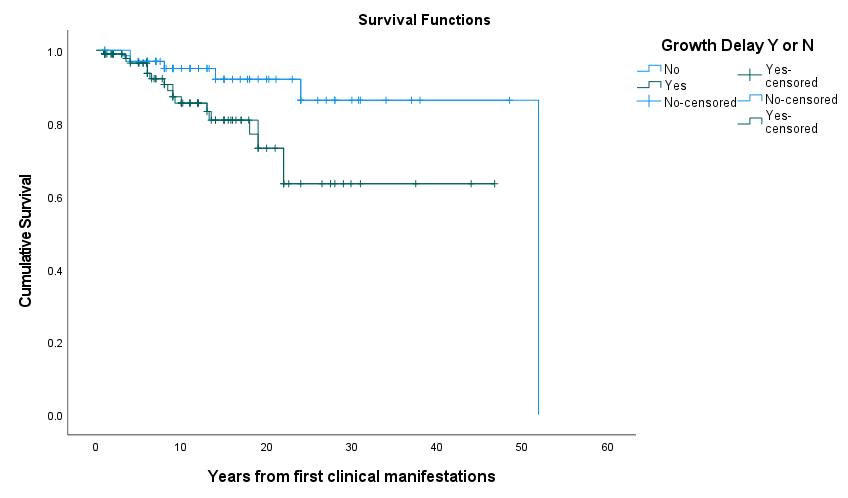 Survival Functions
Growth Delay Y or N
No
Yes
No-censored
Yes-
censored
No-censored
Yes-
censored
Cumulative Survival
1.0
0.8
0.6
0.4
0.2
0.0
0 10 20 30 40 50 60
Years from first clinical manifestations